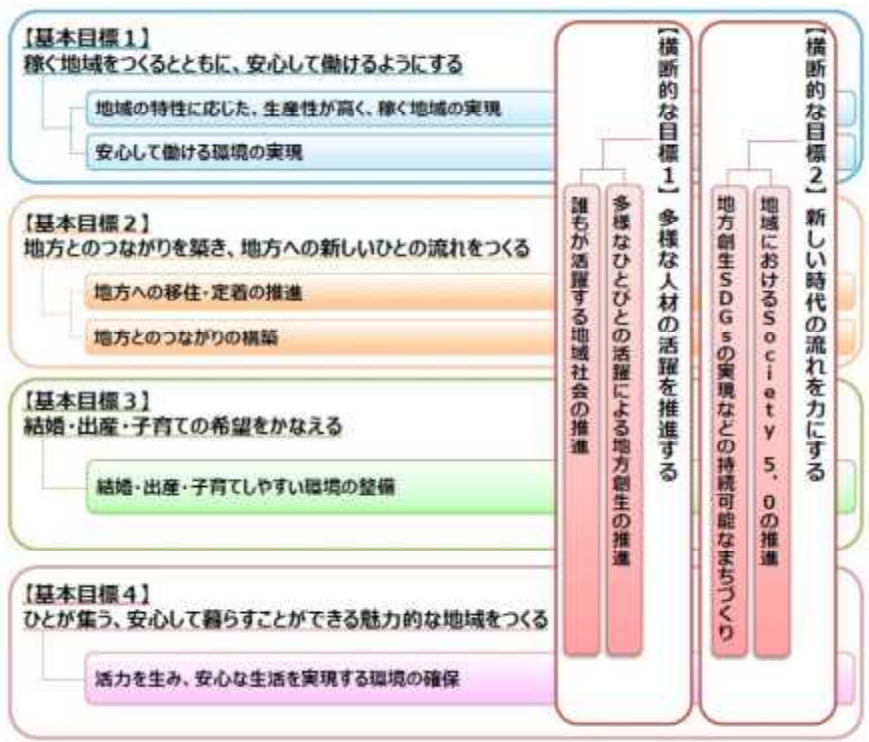 【基本目標１】
稼ぐ地域をつくるとともに、安心して働けるようにする
地域の特性に応じた、生産性が高く、稼ぐ地域の実現
安心して働ける環境の実現
【基本目標２】
地方とのつながりを築き、地方への新しいひとの流れをつくる
地方への移住・定着の推進
地方とのつながりの構築
【基本目標３】
結婚・出産・子育ての希望をかなえる
結婚・出産・子育てしやすい環境の整備
【基本目標４】
ひとが集う、安心して暮らすことができる魅力的な地域をつくる
活力を生み、安心な生活を実現する環境の確保
【横断的な目標１】多様な人材の活躍を推進する
多様なひとびとの活躍による地方創生の推進
誰もが活躍する地域社会の推進
【横断的な目標２】新しい時代の流れを力にする
地域におけるSociety 5.0の推進
地方創生SDGsの実現などの持続可能なまちづくり